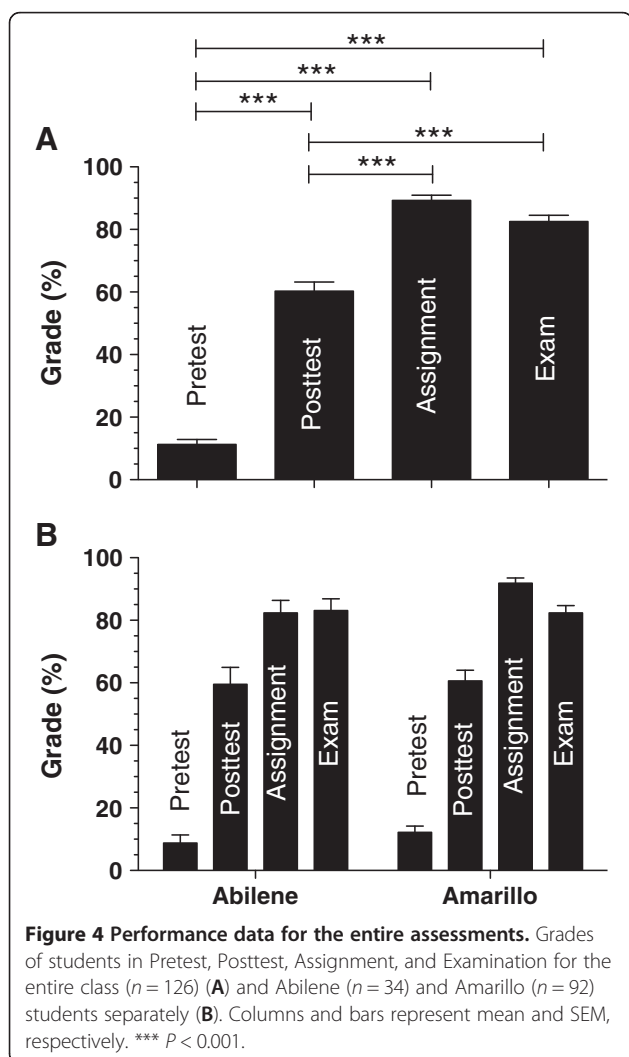 ***
***
***
***
***
A
100
80
60
40
20
0
Grade (%)
Pretest
Posttest
Assignment
Exam
B
100
80
60
40
20
0
Grade (%)
Pretest
Posttest
Assignment
Exam
Pretest
Posttest
Assignment
Exam
Abilene
Amarillo
Figure 4 Performance data for the entire assessments. Grades
of students in Pretest, Posttest, Assignment, and Examination for the
entire class (n = 126) (A) and Abilene (n = 34) and Amarillo (n = 92)
students separately (B). Columns and bars represent mean and SEM,
respectively. *** P < 0.001.